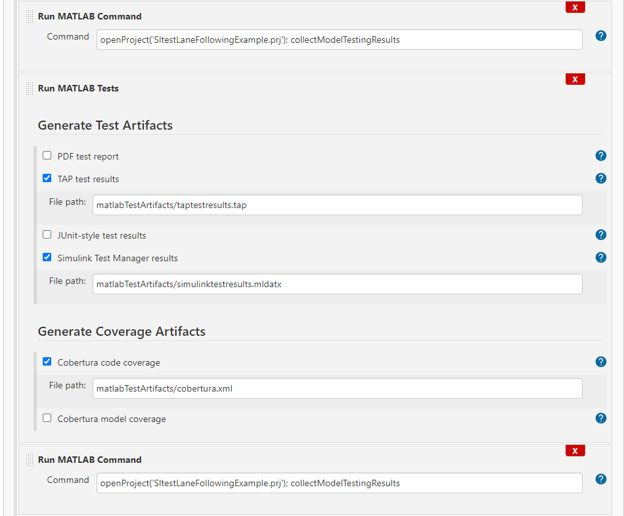 X
Run MATLAB Command
Command openProject('SltestLaneFollowingExample.prj'); collectModelTestingResults ?
X
Run MATLAB Tests
Generate Test Artifacts
PDF test report ?
TAP test results ?
File path: matlabTestArtifacts/taptestresults.tap
JUnit-style test results ?
Simulink Test Manager results ?
File path: matlabTestArtifacts/simulinktestresults.mldatx
Generate Coverage Artifacts
Cobertura code coverage ?
File path: matlabTestArtifacts/cobertura.xml
Cobertura model coverage ?
X
Run MATLAB Command
Command openProject('SltestLaneFollowingExample.prj'); collectModelTestingResults ?